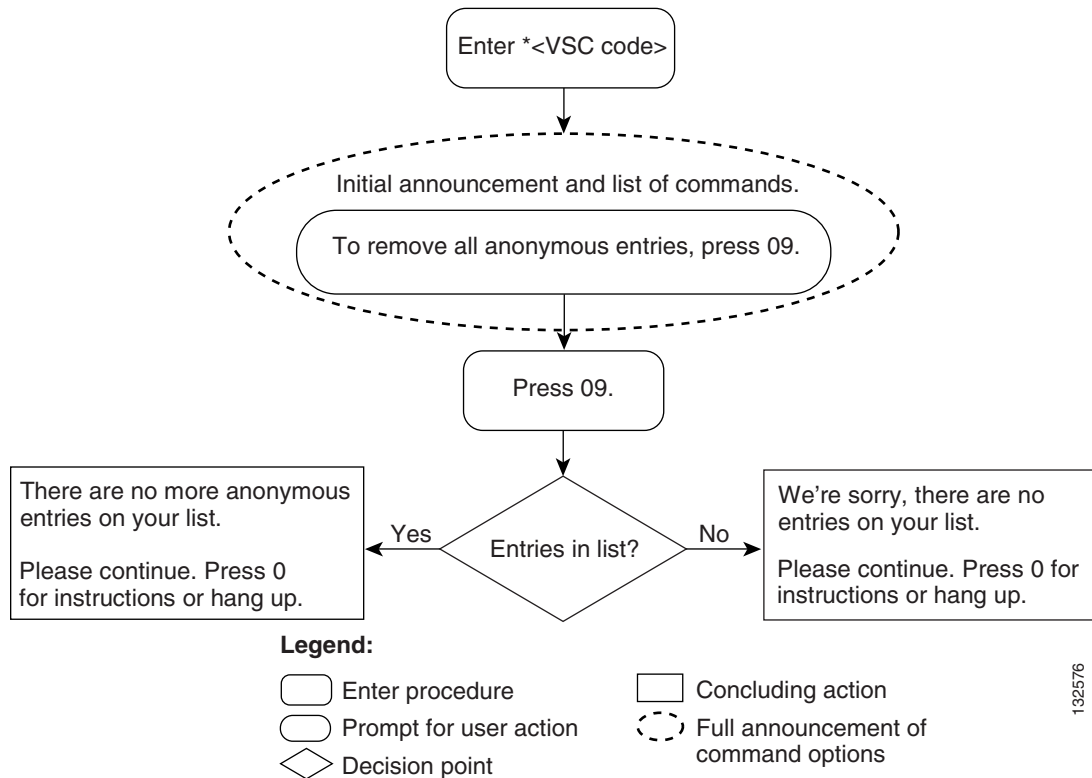 Enter *<VSC code>
Initial announcement and list of commands.
To remove all anonymous entries, press 09.
Press 09.
There are no more anonymous
entries on your list.
Please continue. Press 0
for instructions or hang up.
Yes
Entries in list?
No
We're sorry, there are no
entries on your list.
Please continue. Press 0 for
instructions or hang up.
Legend:
Enter procedure
Prompt for user action
Decision point
Concluding action
Full announcement of
command options
132576